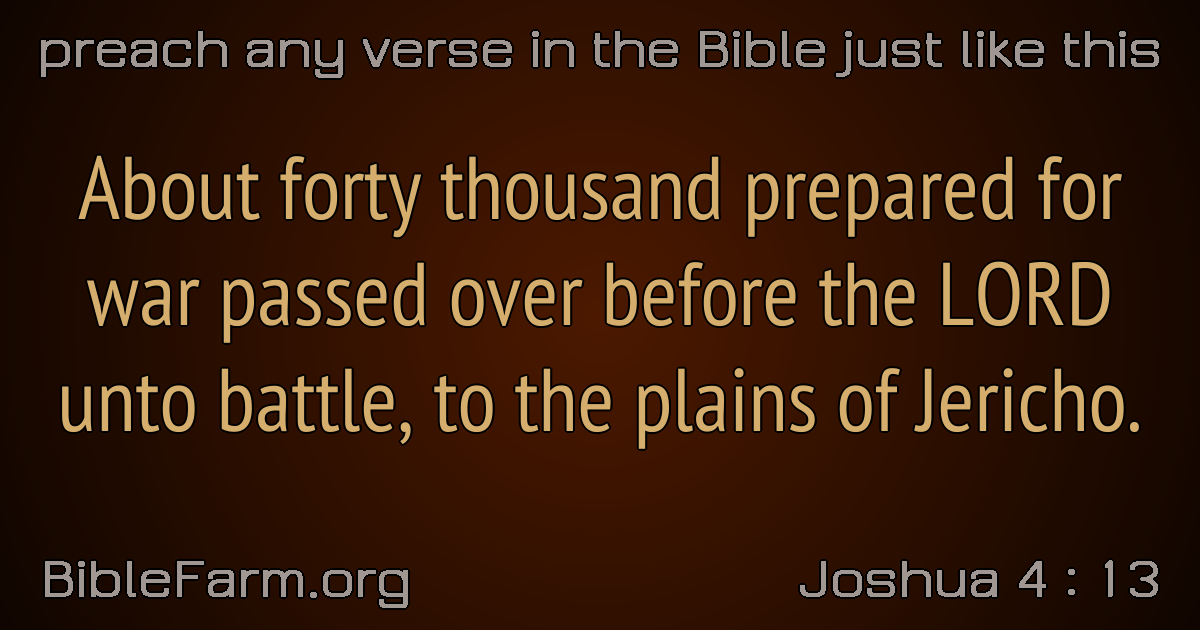 preach any verse in the Bible just like this
About forty thousand prepared for
war passed over before the LORD
unto battle, to the plains of Jericho.
BibleFarm.org
Joshua 4 : 13